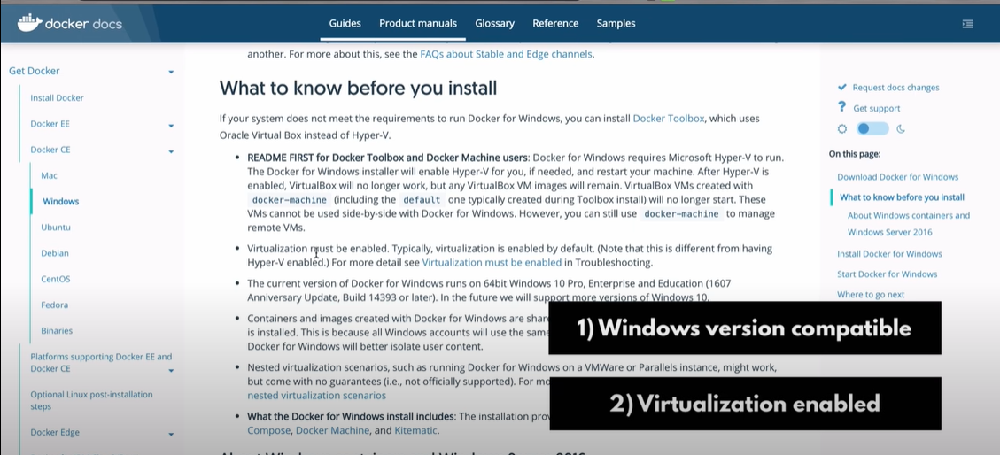 docker docs
Guides
Product manuals
Glossary
Reference
Samples
Get Docker
Install Docker
Docker EE
Docker CE
Mac
Windows
Ubuntu
Debian
CentOS
Fedora
Binaries
Platforms supporting Docker EE and
Docker CE
Optional Linux post-installation
steps
Docker Edge
another. For more about this, see the FAQs about Stable and Edge channels.
What to know before you install
If your system does not meet the requirements to run Docker for Windows, you can install Docker Toolbox, which uses
Oracle Virtual Box instead of Hyper-V.
• README FIRST for Docker Toolbox and Docker Machine users: Docker for Windows requires Microsoft Hyper-V to run.
The Docker for Windows installer will enable Hyper-V for you, if needed, and restart your machine. After Hyper-V is
enabled, VirtualBox will no longer work, but any VirtualBox VM images will remain. VirtualBox VMs created with
docker-machine (including the default one typically created during Toolbox install) will no longer start. These
VMs cannot be used side-by-side with Docker for Windows. However, you can still use docker-machine to manage
remote VMs.
• Virtualization must be enabled. Typically, virtualization is enabled by default. (Note that this is different from having
Hyper-V enabled.) For more detail see Virtualization must be enabled in Troubleshooting.
• The current version of Docker for Windows runs on 64bit Windows 10 Pro, Enterprise and Education (1607
Anniversary Update, Build 14393 or later). In the future we will support more versions of Windows 10.
• Containers and images created with Docker for Windows are shar
is installed. This is because all Windows accounts will use the same
Docker for Windows will better isolate user content.
• Nested virtualization scenarios, such as running Docker for Windows on a VMWare or Parallels instance, might work,
but come with no guarantees (i.e., not officially supported). For mo
nested virtualization scenarios
• What the Docker for Windows install includes: The installation prov
Compose, Docker Machine, and Kitematic.
1) Windows version compatible
2) Virtualization enabled
Request docs changes
Get support
On this page:
Download Docker for Windows
What to know before you install
About Windows containers and
Windows Server 2016
Install Docker for Windows
Start Docker for Windows
Where to go next